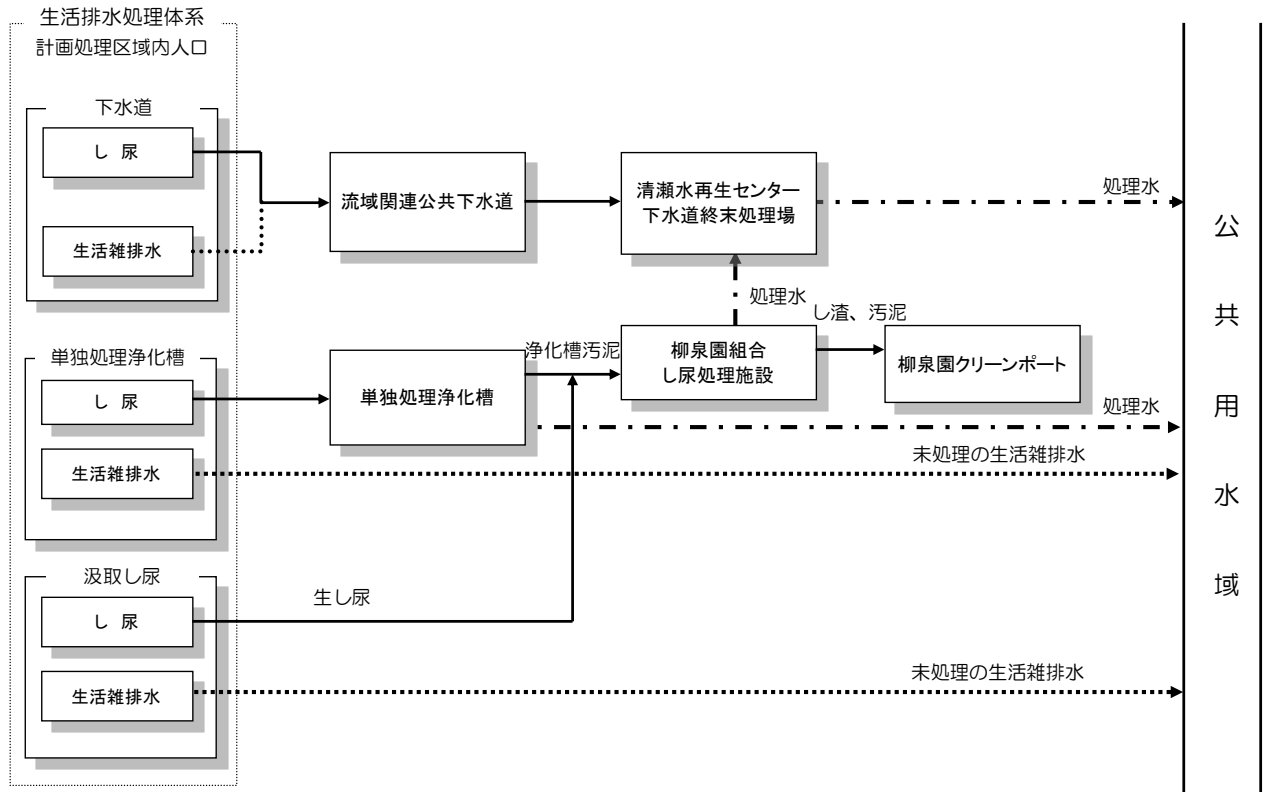 生活排水処理体系
計画処理区域内人口
下水道
し 尿
生活雑排水
流域関連公共下水道
清瀬水再生センター
下水道終末処理場
処理水
処理水
し渣、汚泥
単独処理浄化槽
し 尿
生活雑排水
単独処理浄化槽
浄化槽汚泥
柳泉園組合
し尿処理施設
柳泉園クリーンポート
処理水
未処理の生活雑排水
汲取し尿
し 尿
生活雑排水
生し尿
未処理の生活雑排水
公
共
用
水
域